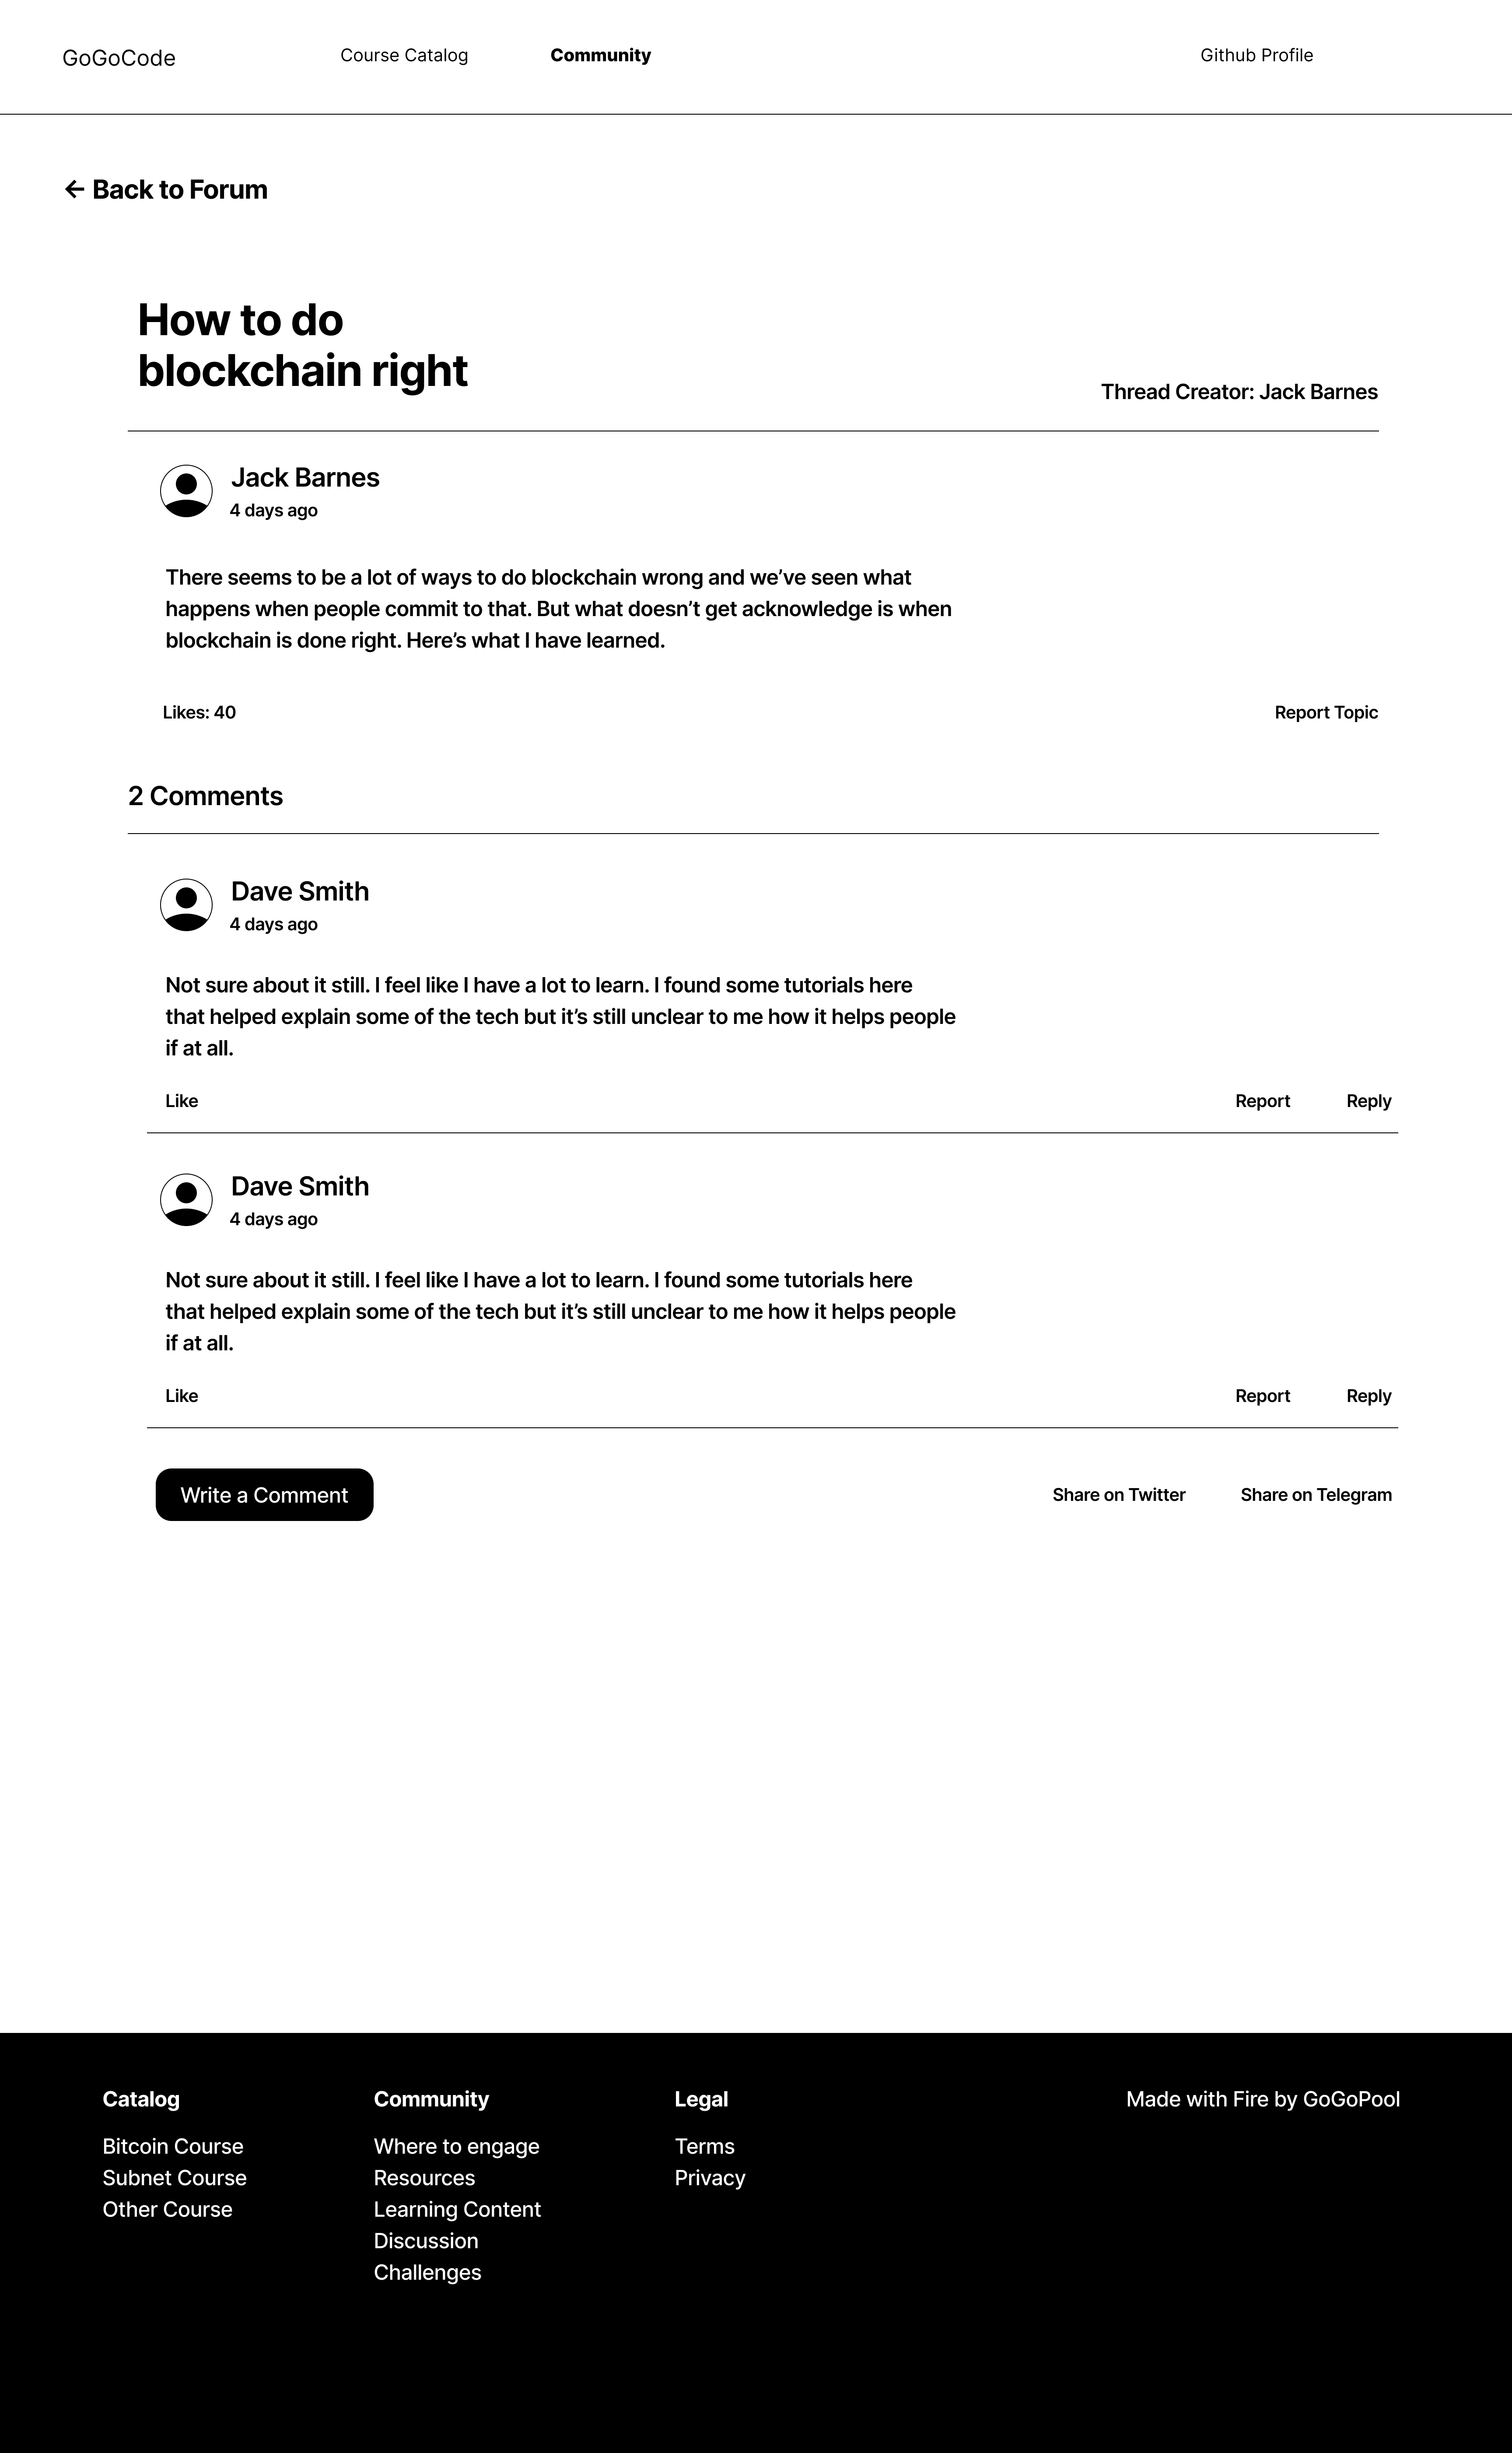 GoGoCode
Course Catalog
Community
Github Profile
← Back to Forum
How to do
blockchain right
Thread Creator: Jack Barnes
Jack Barnes
4 days ago
There seems to be a lot of ways to do blockchain wrong and we’ve seen what
happens when people commit to that. But what doesn’t get acknowledge is when
blockchain is done right. Here’s what I have learned.
Likes: 40
Report Topic
2 Comments
Dave Smith
4 days ago
Not sure about it still. I feel like I have a lot to learn. I found some tutorials here
that helped explain some of the tech but it’s still unclear to me how it helps people
if at all.
Like
Report
Reply
Dave Smith
4 days ago
Not sure about it still. I feel like I have a lot to learn. I found some tutorials here
that helped explain some of the tech but it’s still unclear to me how it helps people
if at all.
Like
Report
Reply
Write a Comment
Share on Twitter
Share on Telegram
Catalog
Bitcoin Course
Subnet Course
Other Course
Community
Where to engage
Resources
Learning Content
Discussion
Challenges
Legal
Terms
Privacy
Made with Fire by GoGoPool